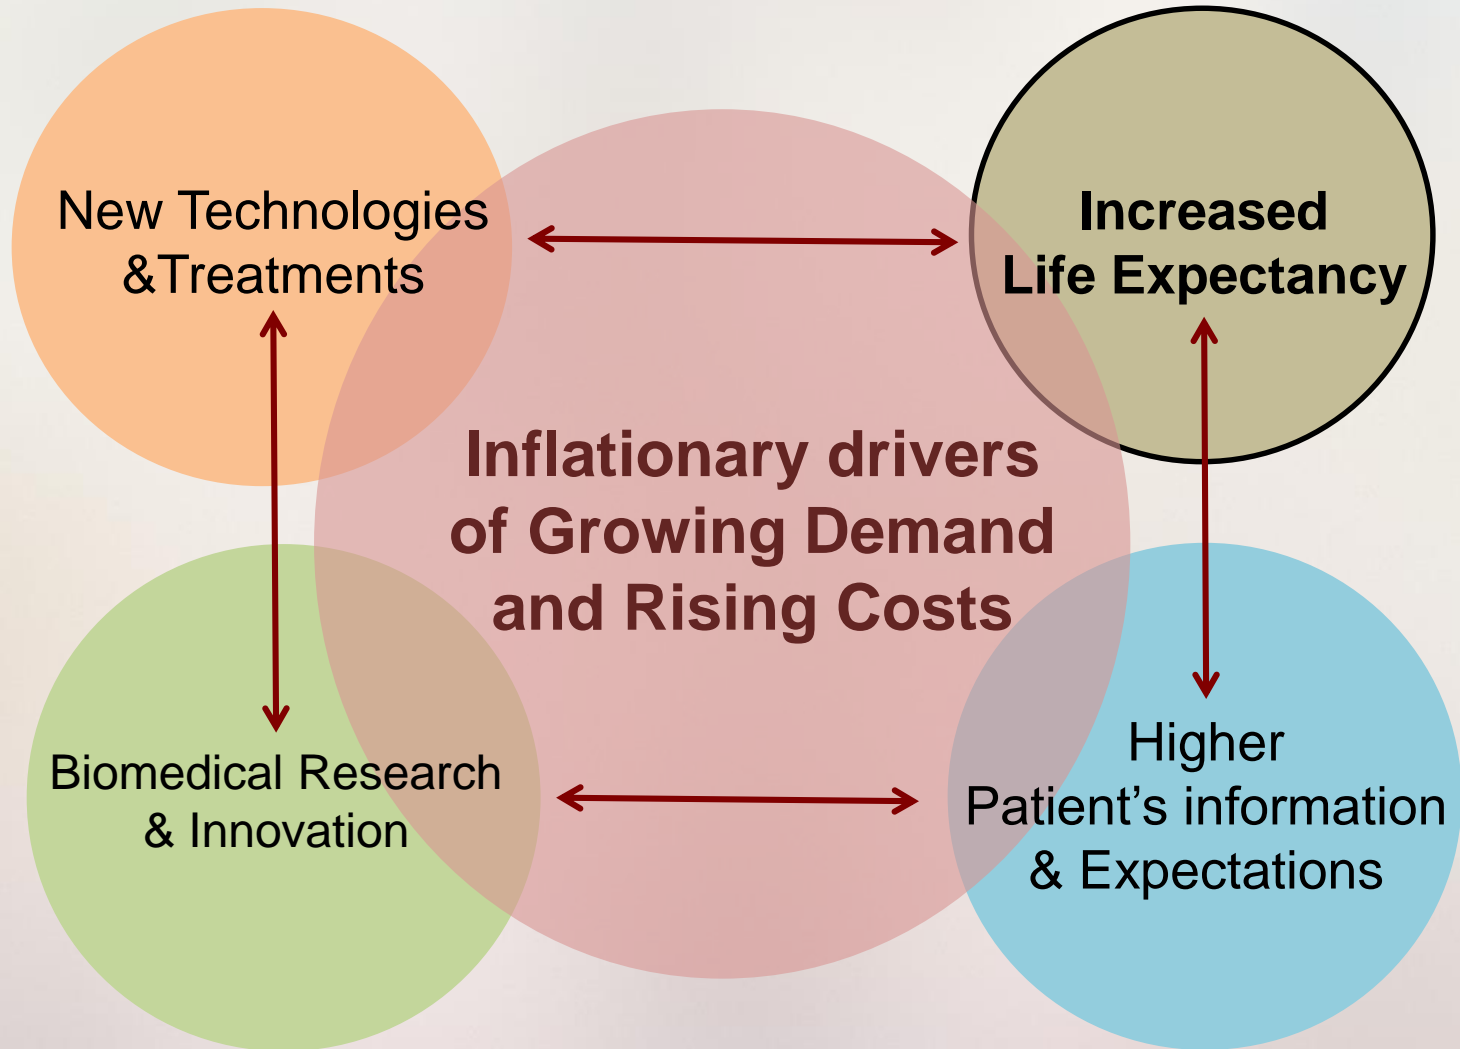 New Technologies
&Treatments
Increased
Life Expectancy
Inflationary drivers
of Growing Demand
and Rising Costs
Biomedical Research
& Innovation
Higher
Patient’s information
& Expectations